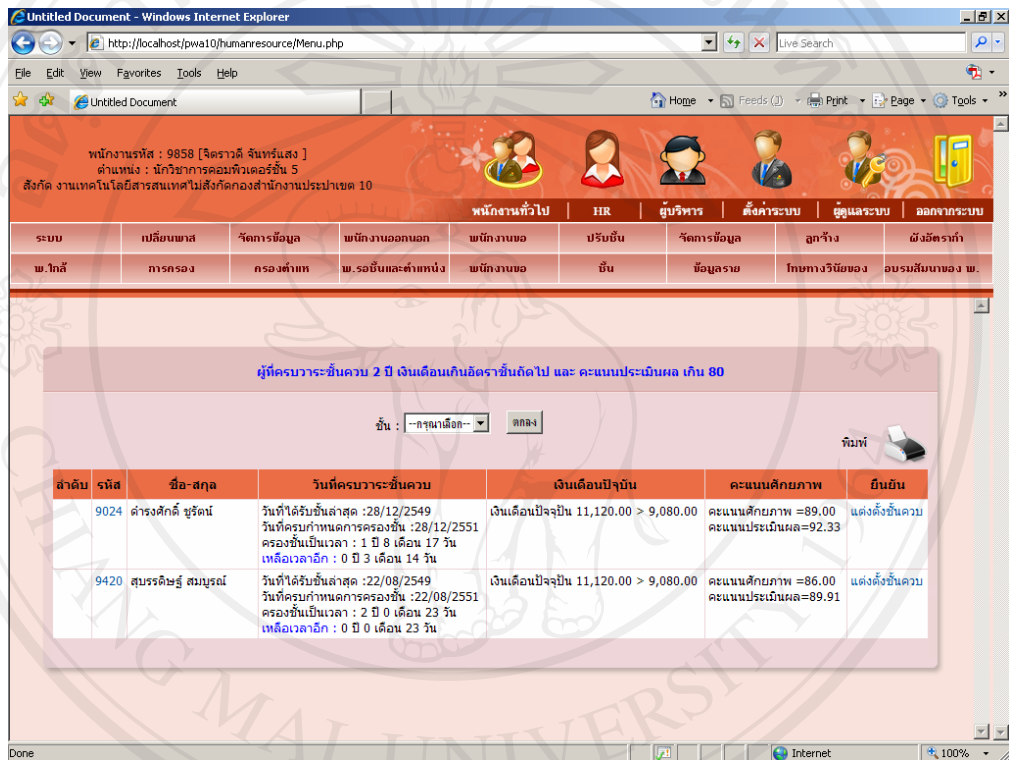 Untitled Document - Windows Internet Explorer
http://localhost/pwa10/humanresource/Menu.php
Live Search
File Edit View Favorites Tools Help
Untitled Document
Home Feeds (J) Print Page Tools
พนักงานรหัส : 9858 [จิตราวดี จันทร์แสง ]
ตำแหน่ง : นักวิชาการคอมพิวเตอร์ชั้น 5
สังกัด งานเทคโนโลยีสารสนเทศไม่สังกัดกองสำนักงานประปาเขต 10
พนักงานทั่วไป | HR | ผู้บริหาร | ตั้งค่าระบบ | ผู้ดูแลระบบ | ออกจากระบบ
ระบบ เปลี่ยนพาส จัดการข้อมูล พนักงานออกนอก พนักงานขอ ปรับชั้น จัดการข้อมูล ลูกจ้าง ผังอัตรากำ
พ.ใกล้ การครอง ครองตำแห พ.รอชั้นและตำแหน่ง พนักงานขอ ชั้น ข้อมูลราย โทษทางวินัยของ อบรมสัมนาของ พ.
ผู้ที่ครบวาระชั้นควบ 2 ปี เงินเดือนเกินอัตราชั้นถัดไป และ คะแนนประเมินผล เกิน 80
ชั้น : --กรุณาเลือก-- ตกลง
พิมพ์
ลำดับ รหัส ชื่อ-สกุล วันที่ครบวาระชั้นควบ เงินเดือนปัจุบัน คะแนนศักยภาพ ยืนยัน
9024 ดำรงศักดิ์ ชูรัตน์ วันที่ได้รับชั้นล่าสุด :28/12/2549 เงินเดือนปัจจุบัน 11,120.00 > 9,080.00 คะแนนศักยภาพ =89.00 แต่งตั้งชั้นควบ
วันที่ครบกำหนดการครองชั้น :28/12/2551 คะแนนประเมินผล=92.33
ครองชั้นเป็นเวลา : 1 ปี 8 เดือน 17 วัน
เหลือเวลาอีก : 0 ปี 3 เดือน 14 วัน
9420 สุบรรดิษฐ์ สมบูรณ์ วันที่ได้รับชั้นล่าสุด :22/08/2549 เงินเดือนปัจจุบัน 11,120.00 > 9,080.00 คะแนนศักยภาพ =86.00 แต่งตั้งชั้นควบ
วันที่ครบกำหนดการครองชั้น :22/08/2551 คะแนนประเมินผล=89.91
ครองชั้นเป็นเวลา : 2 ปี 0 เดือน 23 วัน
เหลือเวลาอีก : 0 ปี 0 เดือน 23 วัน
CHIANG MAI UNIVERSITY 1964
Done Internet 100%